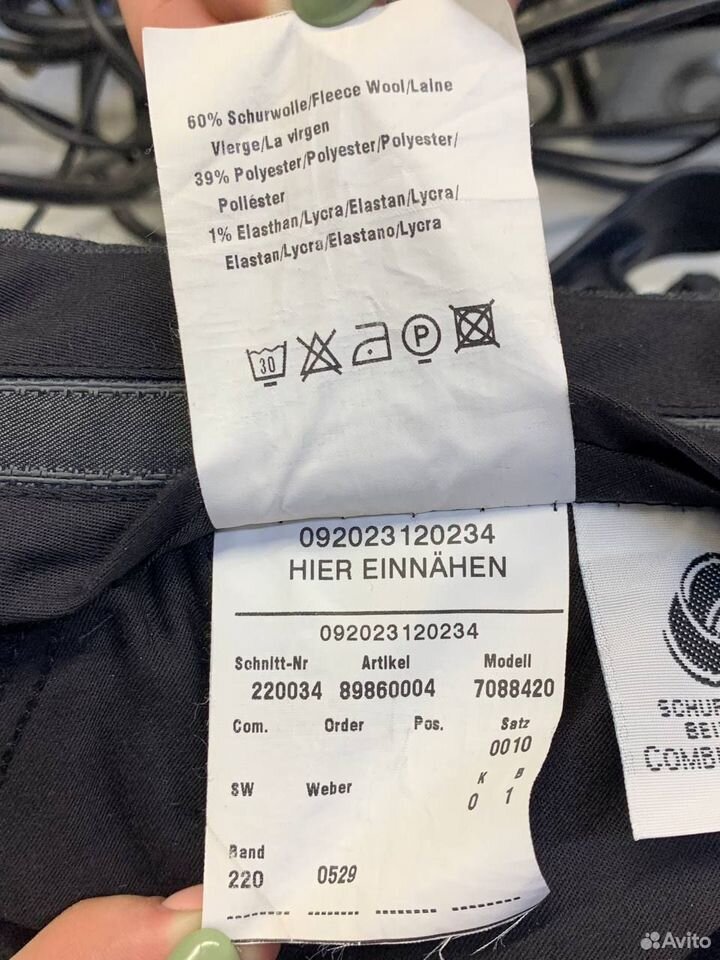 60% Schurwolle/Fleece Wool/Laine
Vierge/La virgen
39% Polyester/Polyester/Polyester/
Poliéster
1% Elasthan/Lycra/Elastan/Lycra/
Elastan/Lycra/Elastano/Lycra
30 P
092023120234
HIER EINNÄHEN
092023120234
Schnitt-Nr Artikel Modell
220034 89860004 7088420
Com. Order Pos. Satz
0010
SW Weber K B
0 1
Band
220 0529
SCHUR
BEI
COMB
Avito